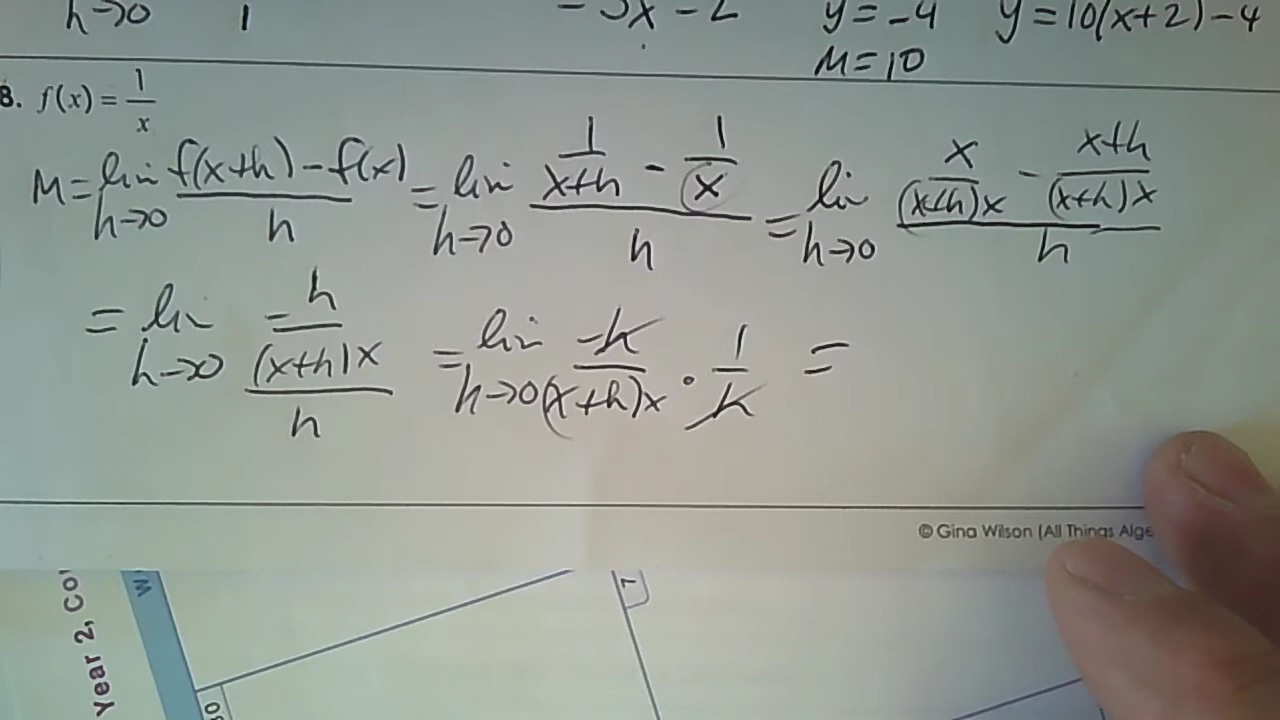 h→0 1 -5x-2 y=-4 y=10(x+2)-4
M=10
8. f(x) = 1/x
M = lim h→0 (f(x+h) - f(x))/h = lim h→0 (1/(x+h) - 1/x)/h = lim h→0 (x/((x+h)x) - (x+h)/((x+h)x))/h
= lim h→0 (-h/((x+h)x))/h = lim h→0 -h/((x+h)x) · 1/h =
© Gina Wilson (All Things Alge
Year 2, Co
W